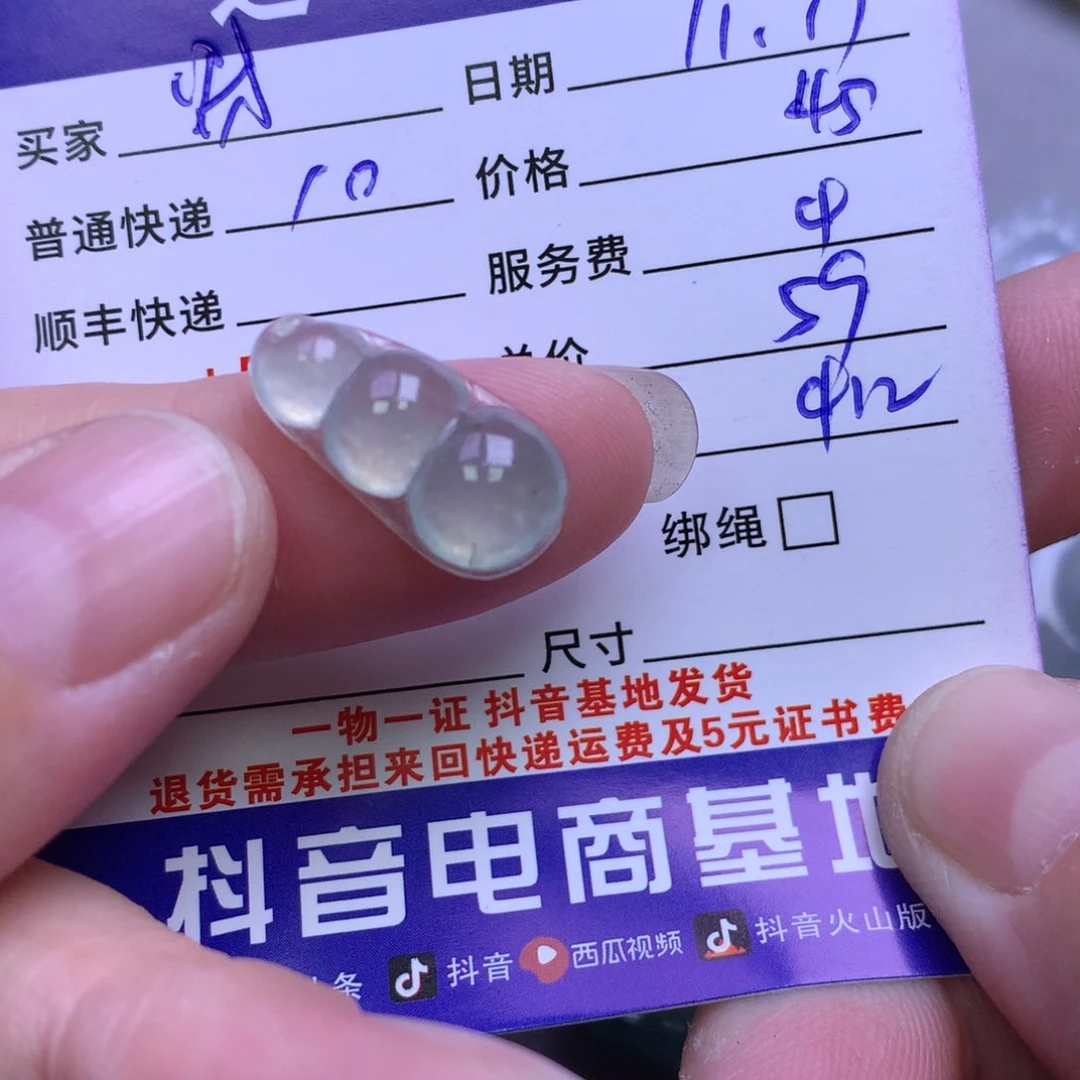 买家 日期 11.17
普通快递 10 价格 45
顺丰快递 服务费 4
单价 59
绑绳
尺寸
一物一证 抖音基地发货
退货需承担来回快递运费及5元证书费
抖音电商基地
条 抖音 西瓜视频 抖音火山版